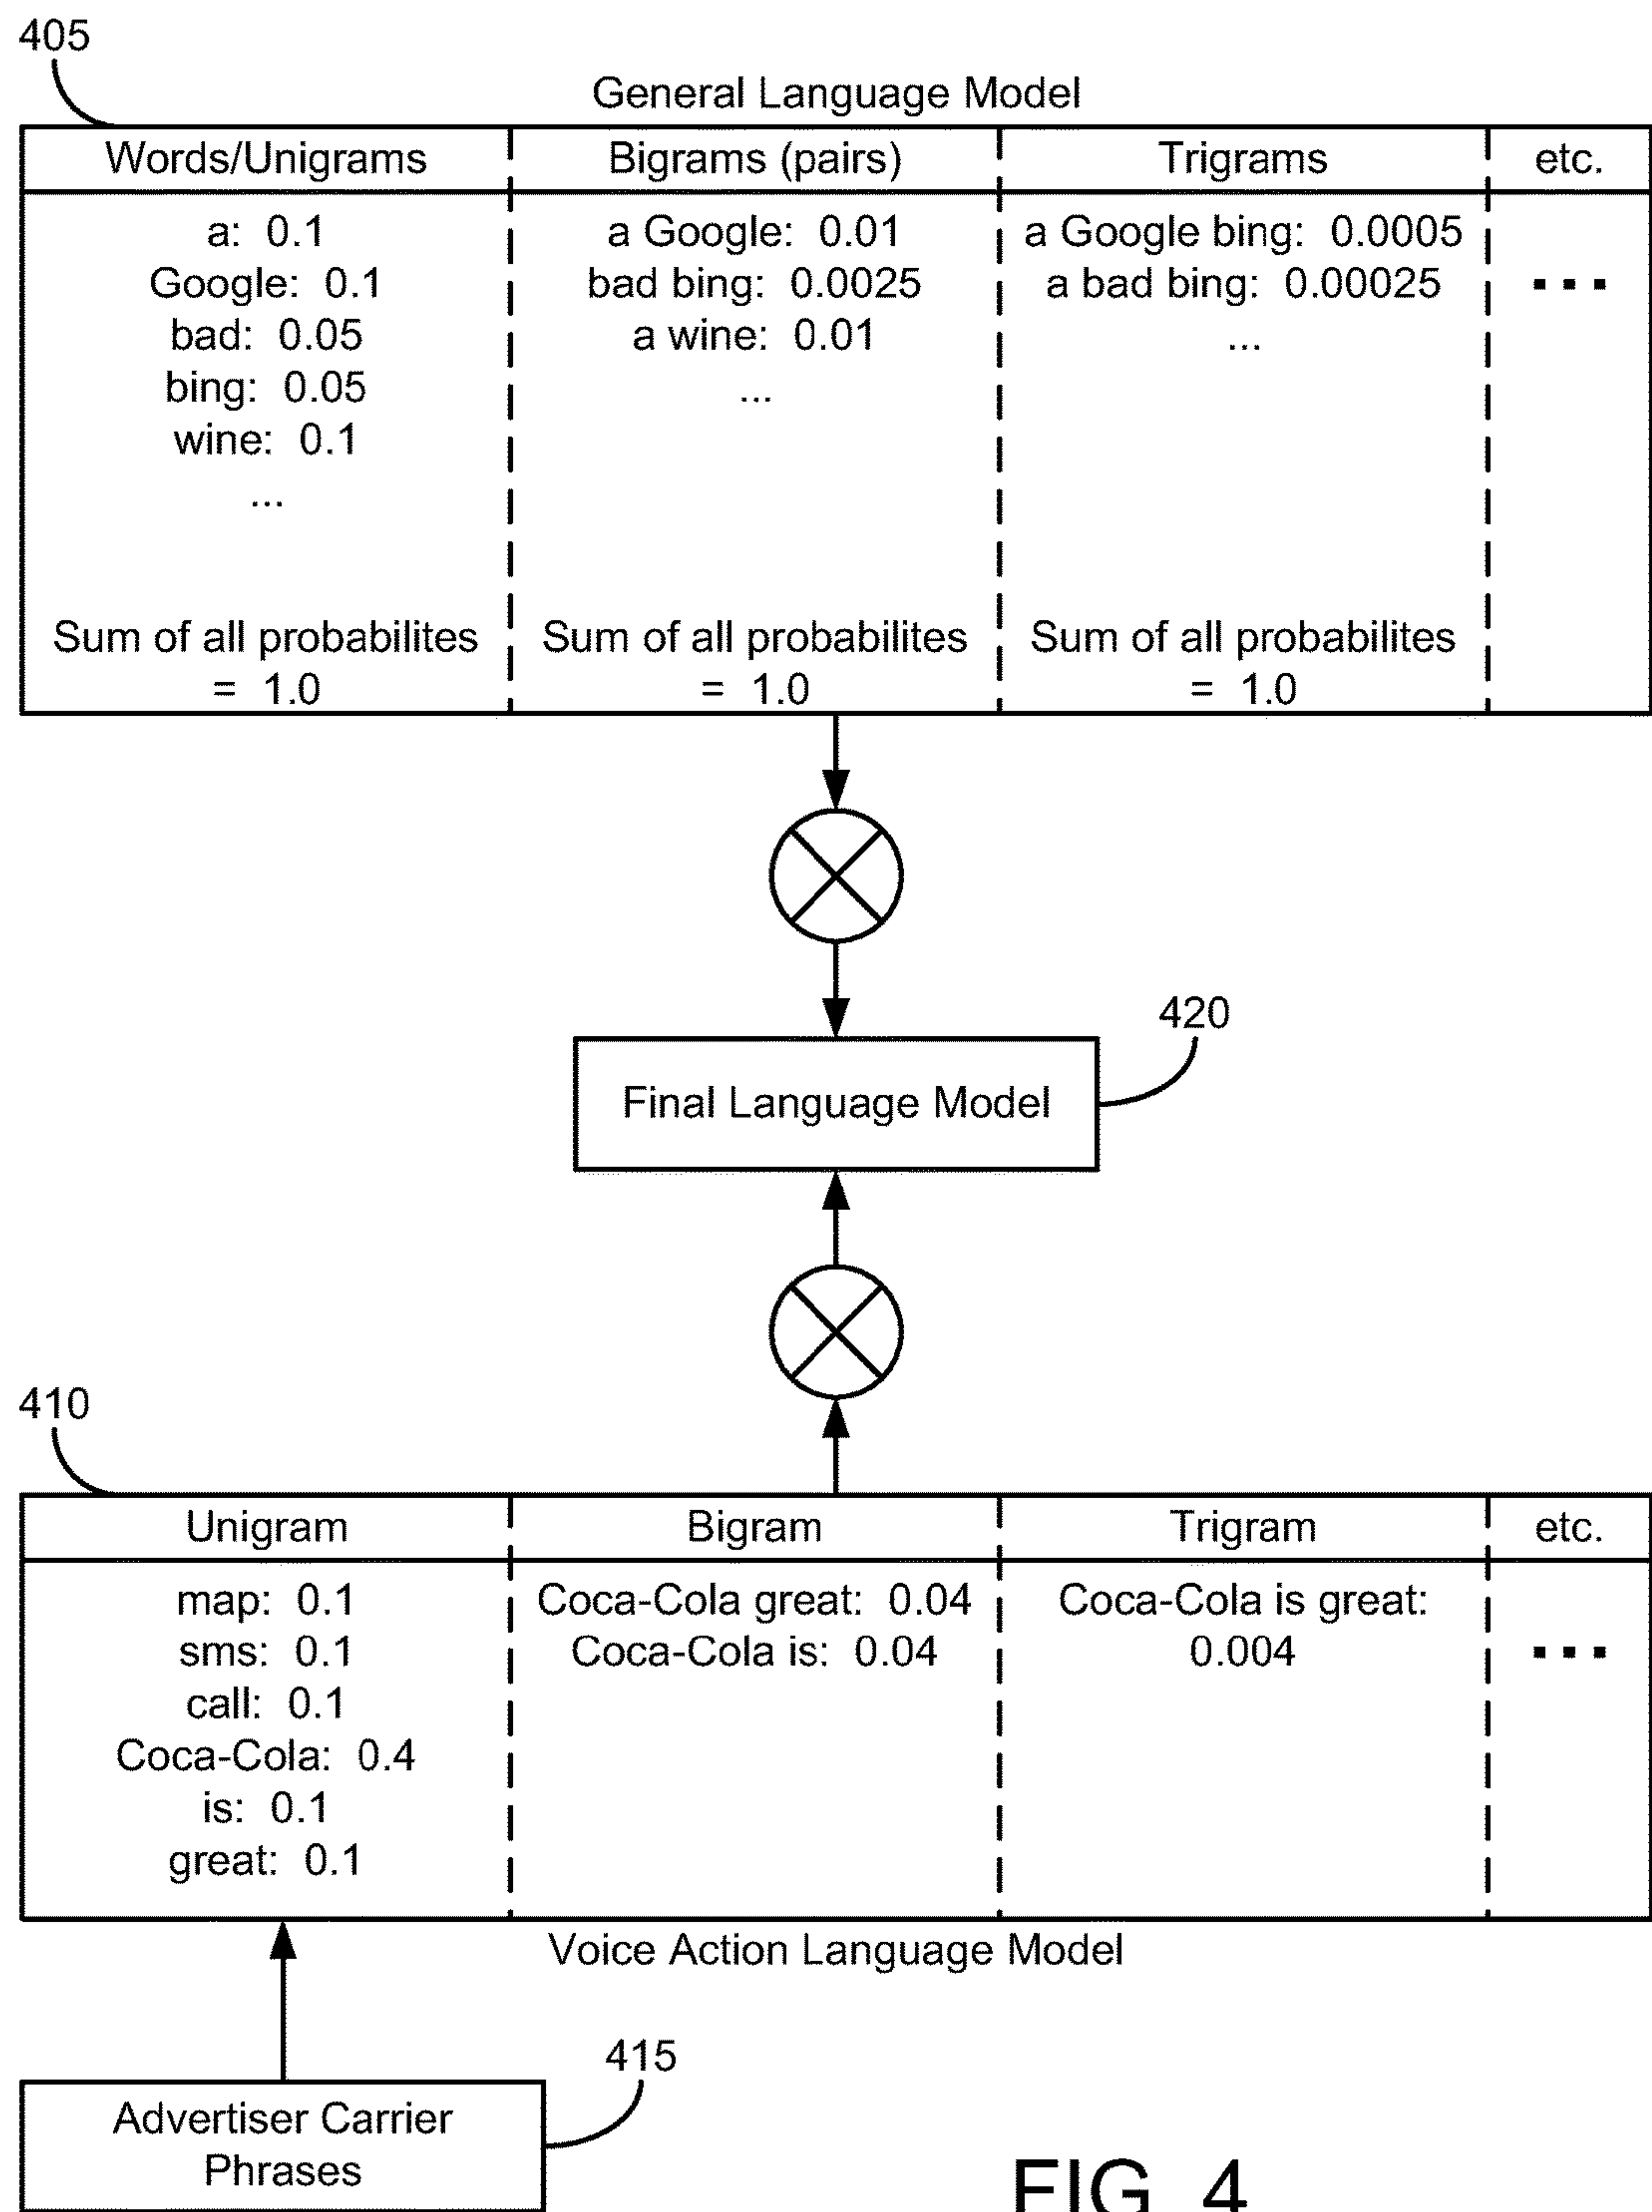 405
General Language Model
Words/Unigrams
Bigrams (pairs)
Trigrams
etc.
a: 0.1
Google: 0.1
bad: 0.05
bing: 0.05
wine: 0.1
...
Sum of all probabilites
= 1.0
a Google: 0.01
bad bing: 0.0025
a wine: 0.01
...
Sum of all probabilites
= 1.0
a Google bing: 0.0005
a bad bing: 0.00025
...
Sum of all probabilites
= 1.0
...
420
Final Language Model
410
Unigram
Bigram
Trigram
etc.
map: 0.1
sms: 0.1
call: 0.1
Coca-Cola: 0.4
is: 0.1
great: 0.1
Coca-Cola great: 0.04
Coca-Cola is: 0.04
Coca-Cola is great:
0.004
...
Voice Action Language Model
415
Advertiser Carrier
Phrases
FIG. 4